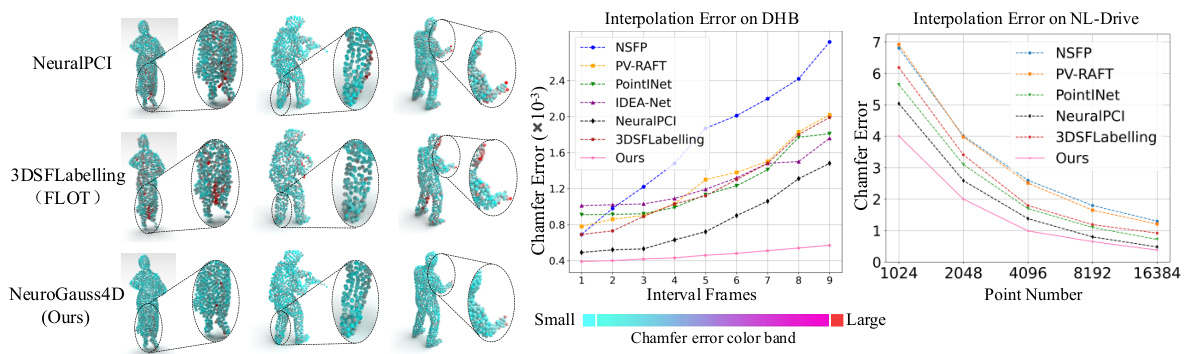 NeuralPCI
3DSFLabelling
(FLOT)
NeuroGauss4D
(Ours)
Interpolation Error on DHB
Chamfer Error (×10⁻³)
2.4
2.0
1.6
1.2
0.8
0.4
NSFP
PV-RAFT
PointINet
IDEA-Net
NeuralPCI
3DSFLabelling
Ours
1 2 3 4 5 6 7 8 9
Interval Frames
Interpolation Error on NL-Drive
Chamfer Error
7
6
5
4
3
2
1
0
NSFP
PV-RAFT
PointINet
NeuralPCI
3DSFLabelling
Ours
1024 2048 4096 8192 16384
Point Number
Small Large
Chamfer error color band